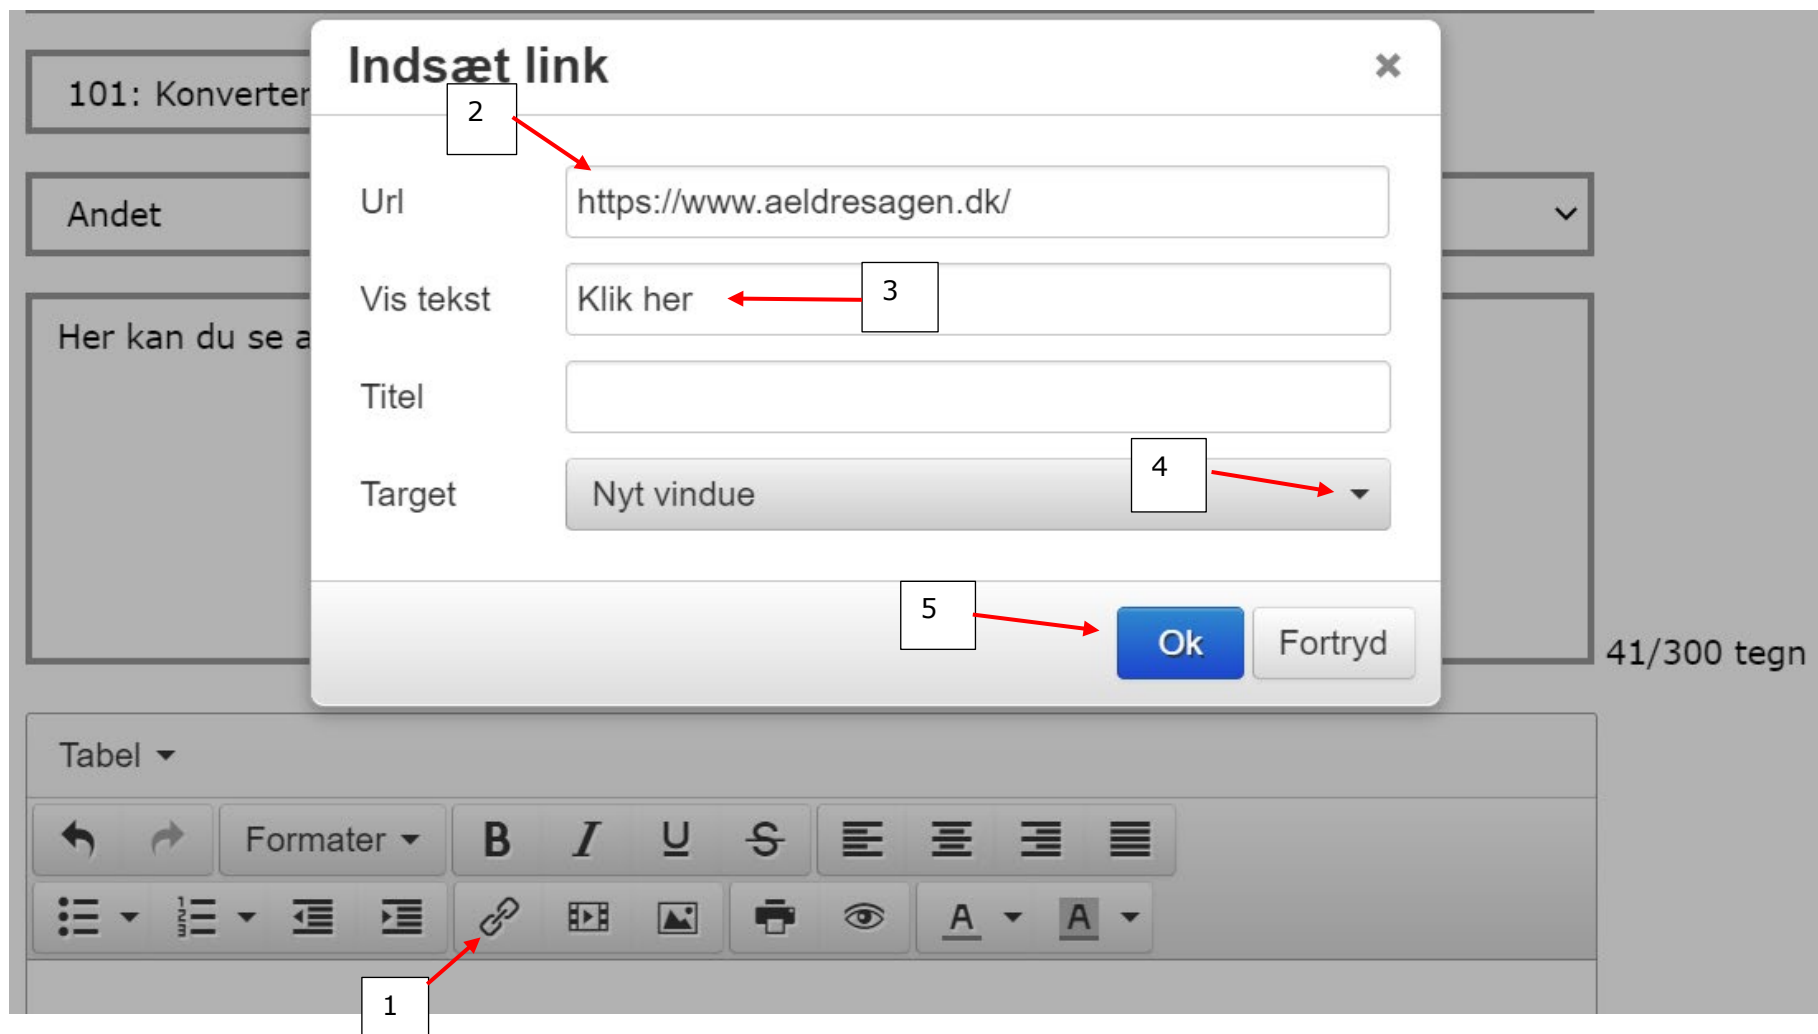 Indsæt link
101: Konverter
2
Url https://www.aeldresagen.dk/
Andet
Vis tekst Klik her 3
Her kan du se a
Titel
4
Target Nyt vindue
5
Ok Fortryd
41/300 tegn
Tabel
Formater B I U S
A A
1